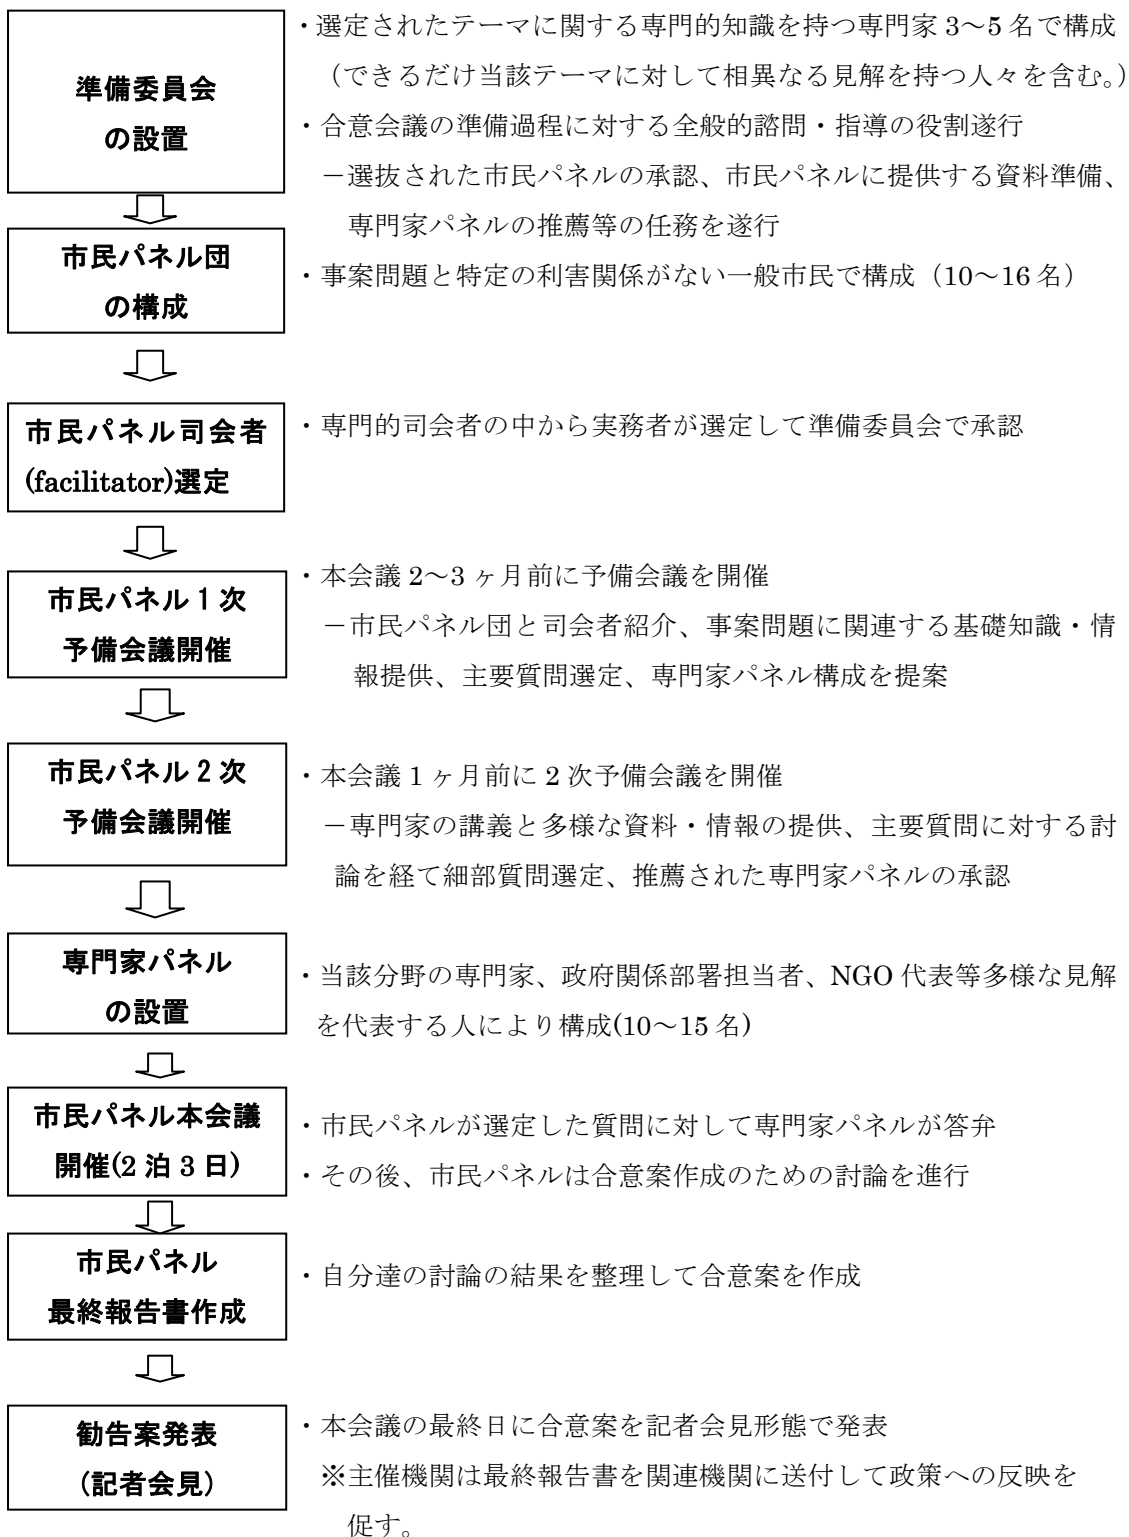 準備委員会
の設置
・選定されたテーマに関する専門的知識を持つ専門家 3～5 名で構成
（できるだけ当該テーマに対して相異なる見解を持つ人々を含む。）
・合意会議の準備過程に対する全般的諮問・指導の役割遂行
－選抜された市民パネルの承認、市民パネルに提供する資料準備、
専門家パネルの推薦等の任務を遂行
市民パネル団
の構成
・事案問題と特定の利害関係がない一般市民で構成（10～16 名）
市民パネル司会者
(facilitator)選定
・専門的司会者の中から実務者が選定して準備委員会で承認
市民パネル 1 次
予備会議開催
・本会議 2～3 ヶ月前に予備会議を開催
－市民パネル団と司会者紹介、事案問題に関連する基礎知識・情
報提供、主要質問選定、専門家パネル構成を提案
市民パネル 2 次
予備会議開催
・本会議 1 ヶ月前に 2 次予備会議を開催
－専門家の講義と多様な資料・情報の提供、主要質問に対する討
論を経て細部質問選定、推薦された専門家パネルの承認
専門家パネル
の設置
・当該分野の専門家、政府関係部署担当者、NGO 代表等多様な見解
を代表する人により構成(10～15 名)
市民パネル本会議
開催(2 泊 3 日)
・市民パネルが選定した質問に対して専門家パネルが答弁
・その後、市民パネルは合意案作成のための討論を進行
市民パネル
最終報告書作成
・自分達の討論の結果を整理して合意案を作成
勧告案発表
(記者会見)
・本会議の最終日に合意案を記者会見形態で発表
※主催機関は最終報告書を関連機関に送付して政策への反映を
促す。